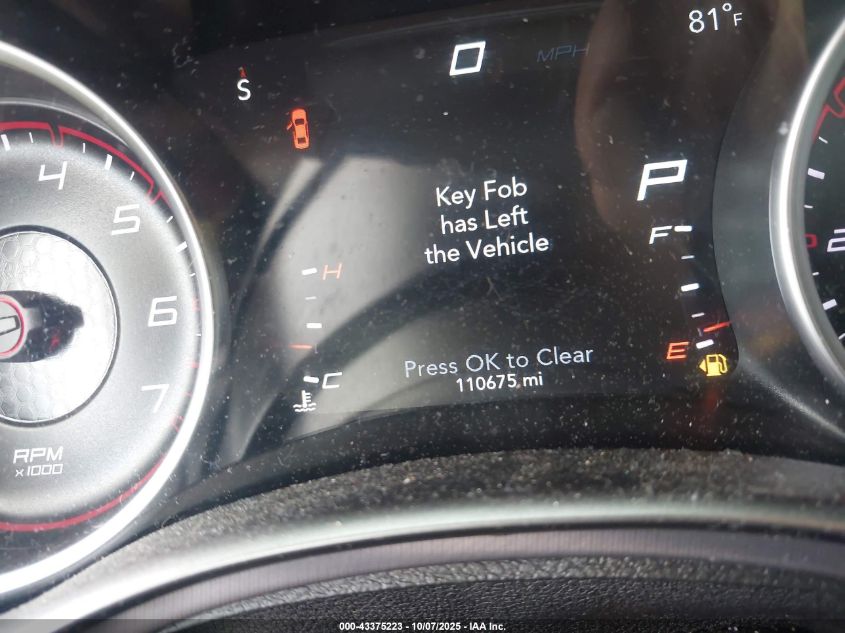 81°F
0 MPH
S
4
5
6
7
RPM
x1000
Key Fob
has Left
the Vehicle
P
F
H
E
C
Press OK to Clear
110675 mi
2
000-43375223 - 10/07/2025 - IAA Inc.